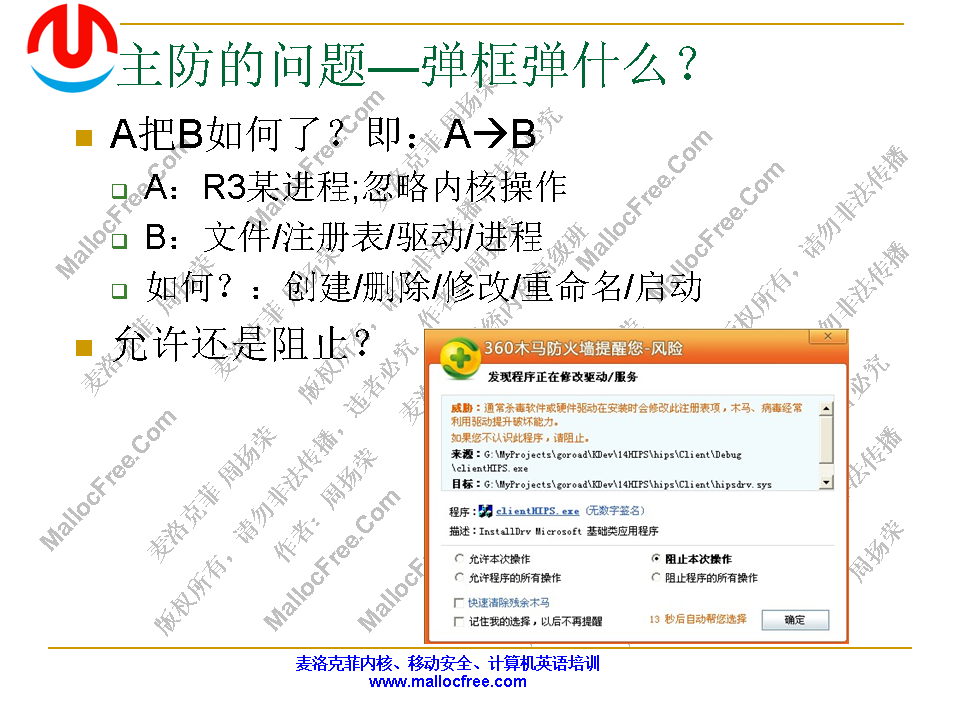 主防的问题—弹框弹什么？
A把B如何了？即：A→B
A：R3某进程;忽略内核操作
B：文件/注册表/驱动/进程
如何？：创建/删除/修改/重命名/启动
允许还是阻止？
360木马防火墙提醒您-风险
发现程序正在修改驱动/服务
威胁：通常杀毒软件或硬件驱动在安装时会修改此注册表项，木马、病毒经常
利用驱动提升破坏能力。
如果您不认识此程序，请阻止。
来源：G:\MyProjects\goroad\KDev\14HIPS\hips\Client\Debug
\clientHIPS.exe
目标：G:\MyProjects\goroad\KDev\14HIPS\hips\Client\hipsdrv.sys
程序：clientHIPS.exe (无数字签名)
描述：InstallDrv Microsoft 基础类应用程序
允许本次操作 阻止本次操作
允许程序的所有操作 阻止程序的所有操作
快速清除残余木马
记住我的选择，以后不再提醒
13 秒后自动帮您选择 确定
麦洛克菲内核、移动安全、计算机英语培训
www.mallocfree.com
MallocFree.Com
麦洛克菲 周扬荣
版权所有，请勿非法传播，违者必究
作者：周扬荣